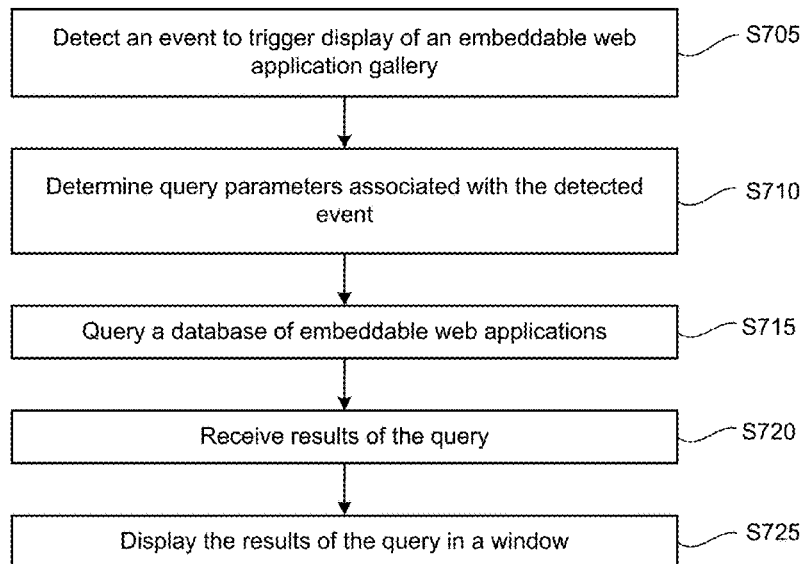 Detect an event to trigger display of an embeddable web
application gallery
S705
Determine query parameters associated with the detected
event
S710
Query a database of embeddable web applications
S715
Receive results of the query
S720
Display the results of the query in a window
S725